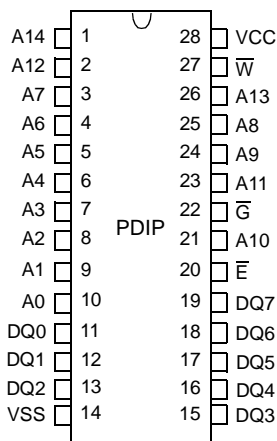 A14 1 28 VCC
A12 2 27 W̅
A7 3 26 A13
A6 4 25 A8
A5 5 24 A9
A4 6 23 A11
A3 7 22 G̅
A2 8 PDIP 21 A10
A1 9 20 E̅
A0 10 19 DQ7
DQ0 11 18 DQ6
DQ1 12 17 DQ5
DQ2 13 16 DQ4
VSS 14 15 DQ3